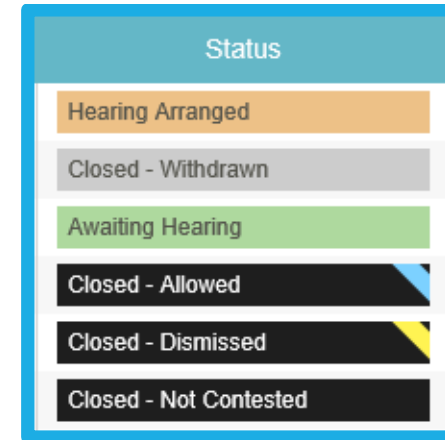 Status
Hearing Arranged
Closed - Withdrawn
Awaiting Hearing
Closed - Allowed
Closed - Dismissed
Closed - Not Contested